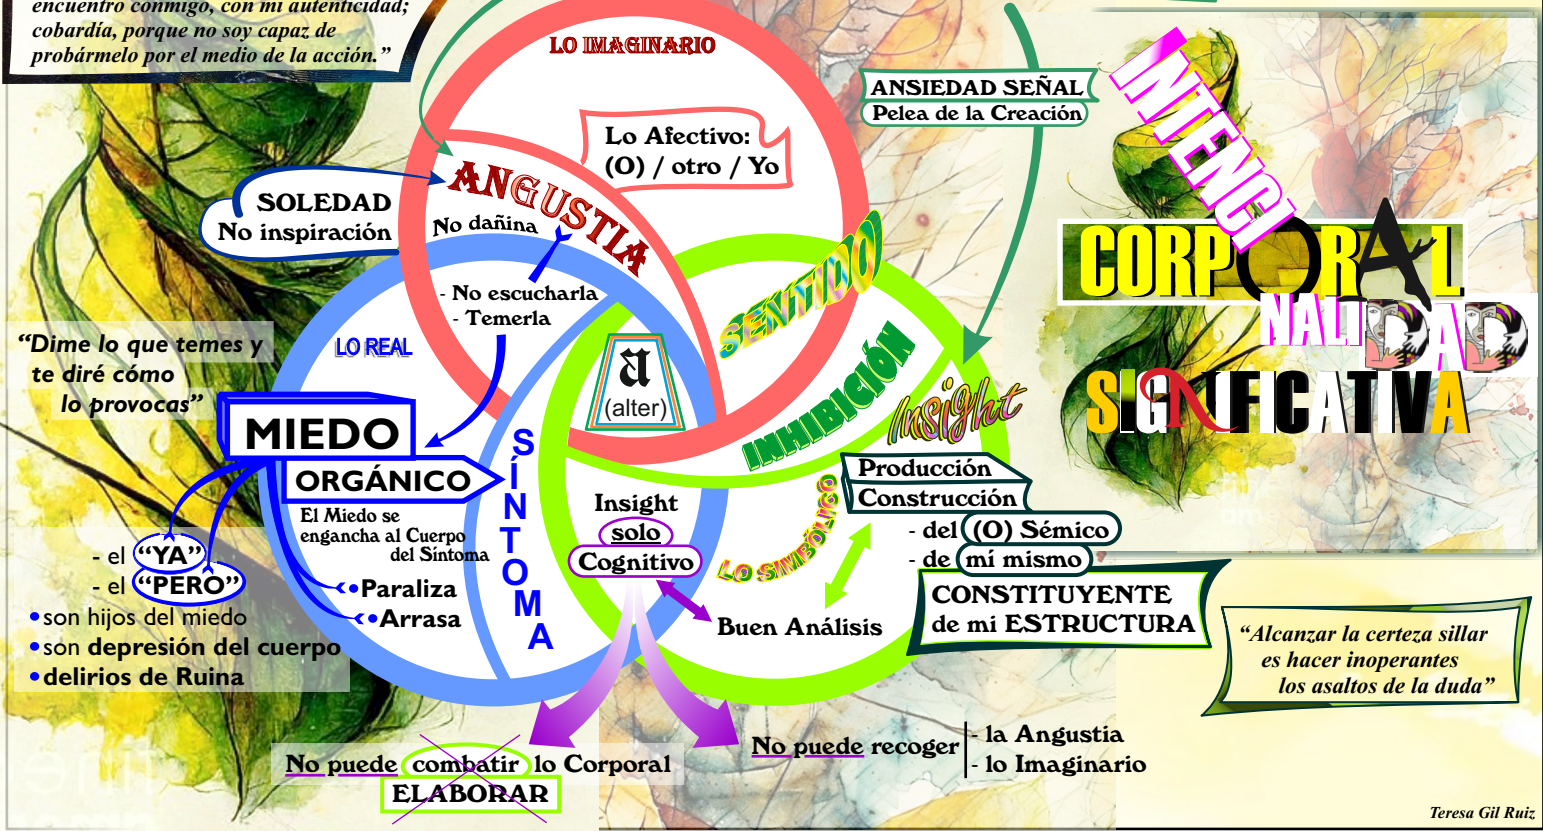 encuentro conmigo, con mi autenticidad;
cobardía, porque no soy capaz de
probármelo por el medio de la acción.”
LO IMAGINARIO
Lo Afectivo:
(O) / otro / Yo
ANSIEDAD SEÑAL
Pelea de la Creación
INTENCI
CORPORAL
NALIDAD
SIGNIFICATIVA
SOLEDAD
No inspiración
ANGUSTIA
No dañina
- No escucharla
- Temerla
SENTIDO
“Dime lo que temes y
te diré cómo
lo provocas”
LO REAL
a
(alter)
INHIBICIÓN
Insight
MIEDO
ORGÁNICO
El Miedo se
engancha al Cuerpo
del Síntoma
SÍNTOMA
- el “YA”
- el “PERO”
•son hijos del miedo
•son depresión del cuerpo
•delirios de Ruina
•Paraliza
•Arrasa
Insight
solo
Cognitivo
LO SIMBÓLICO
Producción
Construcción
- del (O) Sémico
- de mí mismo
CONSTITUYENTE
de mi ESTRUCTURA
Buen Análisis
“Alcanzar la certeza sillar
es hacer inoperantes
los asaltos de la duda”
No puede combatir lo Corporal
ELABORAR
No puede recoger
- la Angustia
- lo Imaginario
Teresa Gil Ruiz